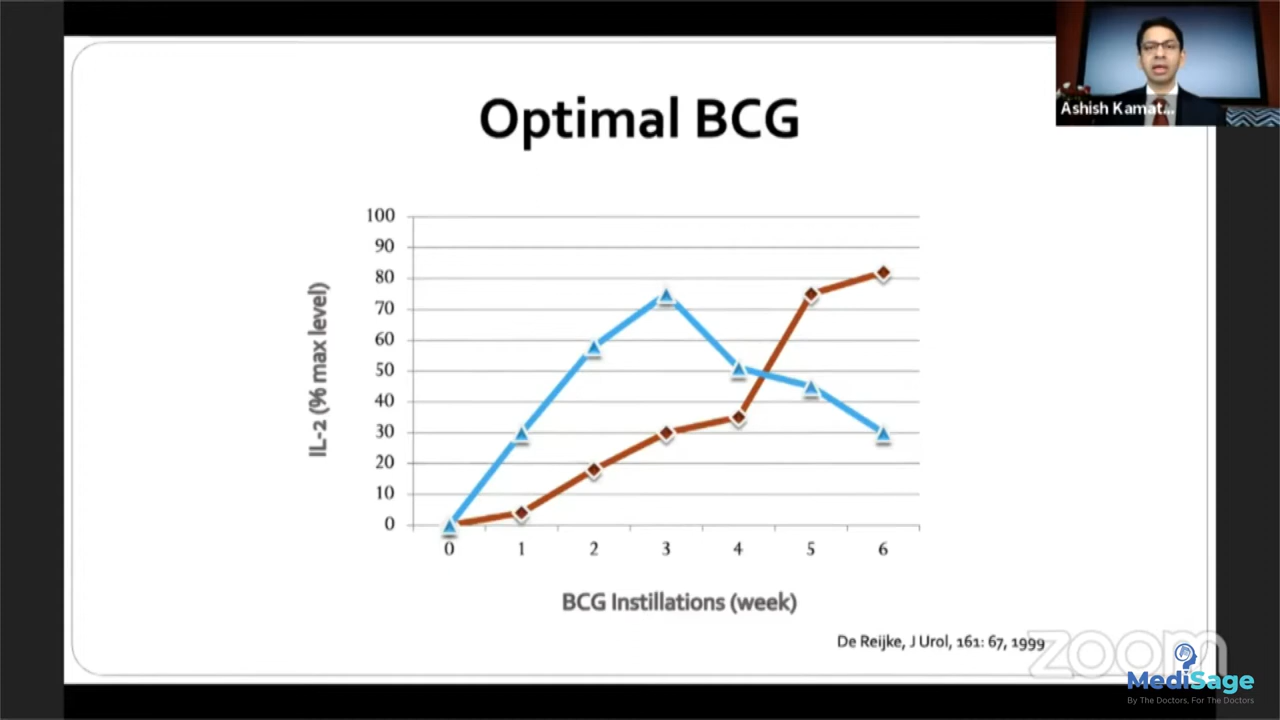 Ashish Kamat...
Optimal BCG
100
90
80
70
60
50
40
30
20
10
0
IL-2 (% max level)
0 1 2 3 4 5 6
BCG Instillations (week)
De Reijke, J Urol, 161: 67, 1999
zoom
MediSage
By The Doctors, For The Doctors